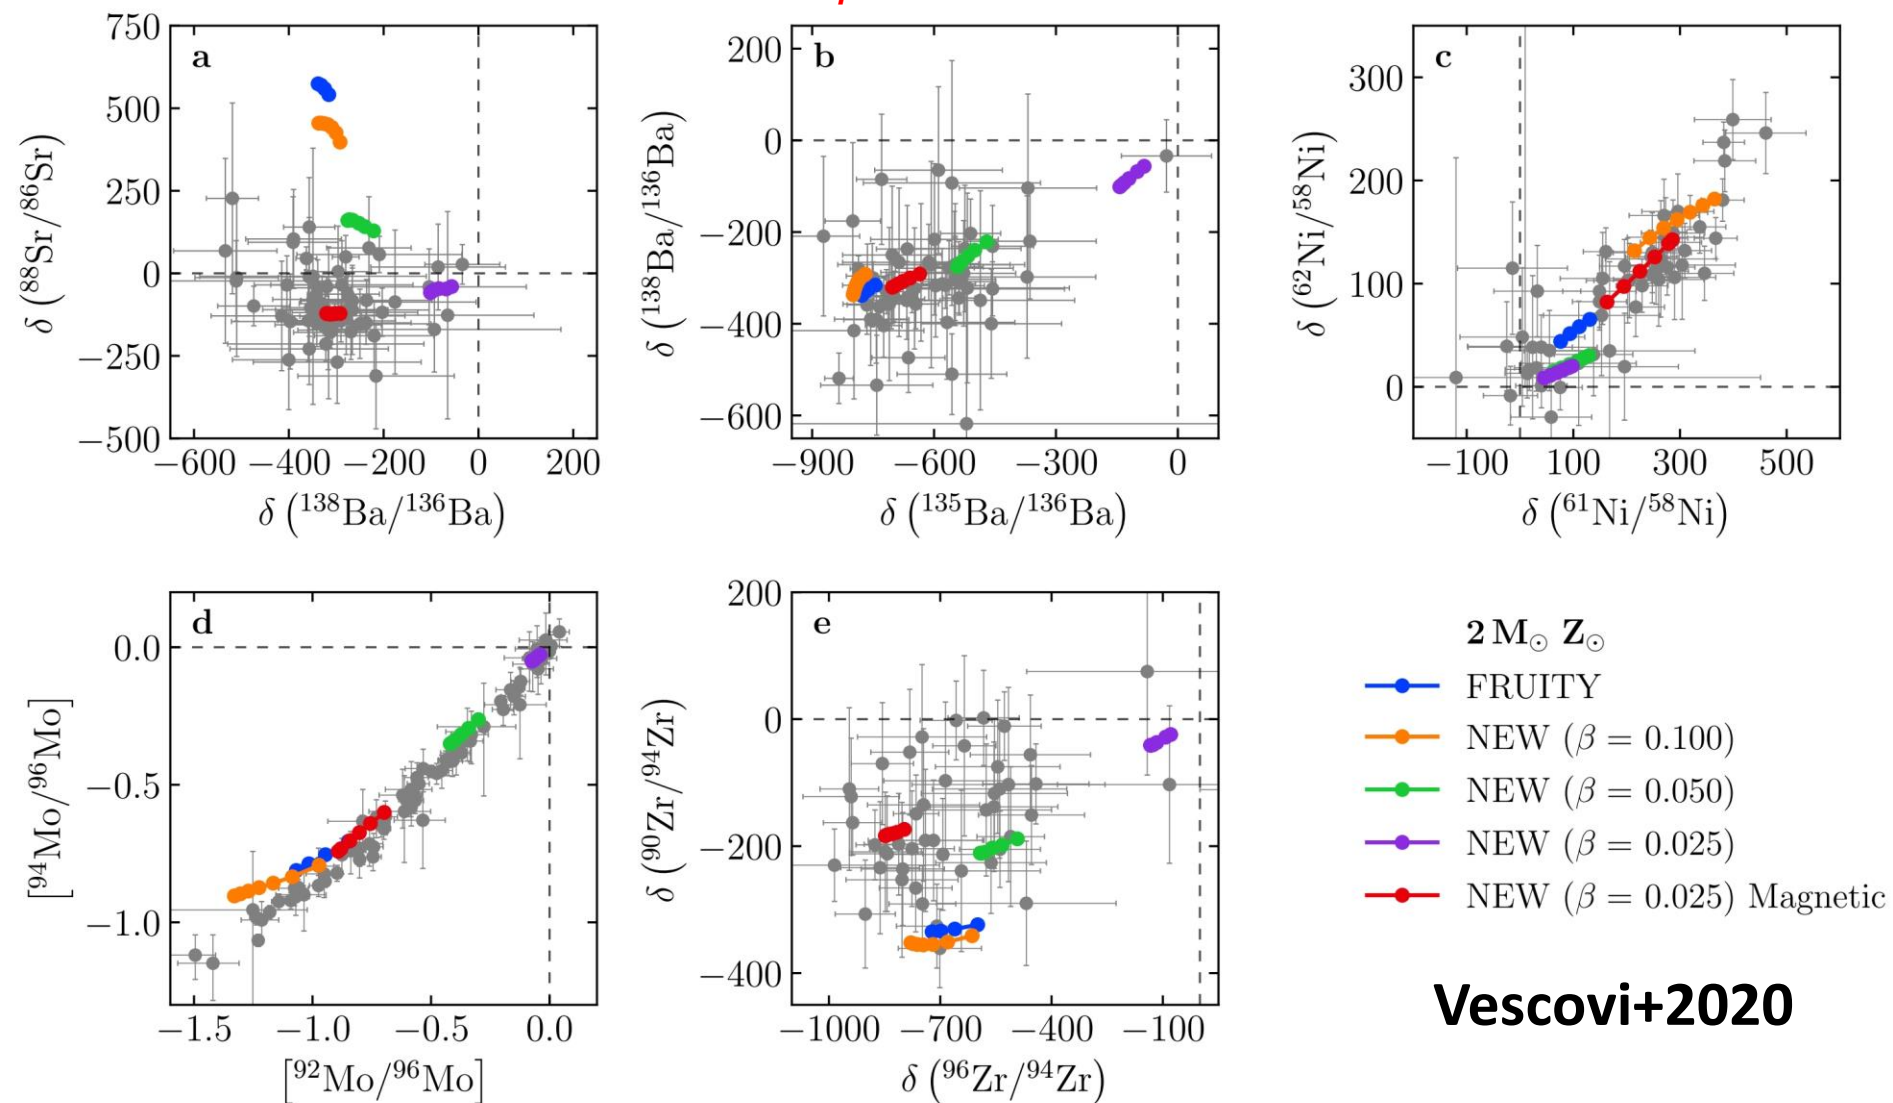 a
750
500
250
0
−250
−500
δ (⁸⁸Sr/⁸⁶Sr)
−600 −400 −200 0 200
δ (¹³⁸Ba/¹³⁶Ba)
b
200
0
−200
−400
−600
δ (¹³⁸Ba/¹³⁶Ba)
−900 −600 −300 0
δ (¹³⁵Ba/¹³⁶Ba)
c
300
200
100
0
δ (⁶²Ni/⁵⁸Ni)
−100 100 300 500
δ (⁶¹Ni/⁵⁸Ni)
d
0.0
−0.5
−1.0
[⁹⁴Mo/⁹⁶Mo]
−1.5 −1.0 −0.5 0.0
[⁹²Mo/⁹⁶Mo]
e
200
0
−200
−400
δ (⁹⁰Zr/⁹⁴Zr)
−1000 −700 −400 −100
δ (⁹⁶Zr/⁹⁴Zr)
2 M☉ Z☉
FRUITY
NEW (β = 0.100)
NEW (β = 0.050)
NEW (β = 0.025)
NEW (β = 0.025) Magnetic
Vescovi+2020